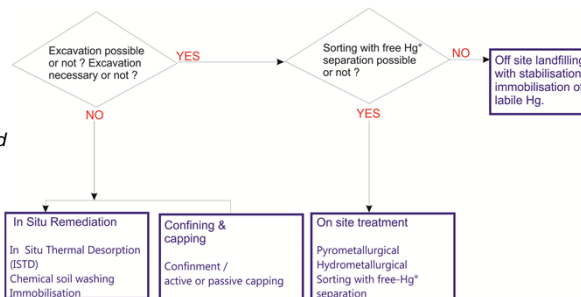 Excavation possible
or not ? Excavation
necessary or not ?
YES
Sorting with free Hg°
separation possible
or not ?
NO
Off site landfilling
with stabilisation
immobilisation of
labile Hg.
NO
YES
In Situ Remediation
In Situ Thermal Desorption
(ISTD)
Chemical soil washing
Immobilisation
Confining &
capping
Confinment /
active or passive capping
On site treatment
Pyrometallurgical
Hydrometallurgical
Sorting with free-Hg°
separation